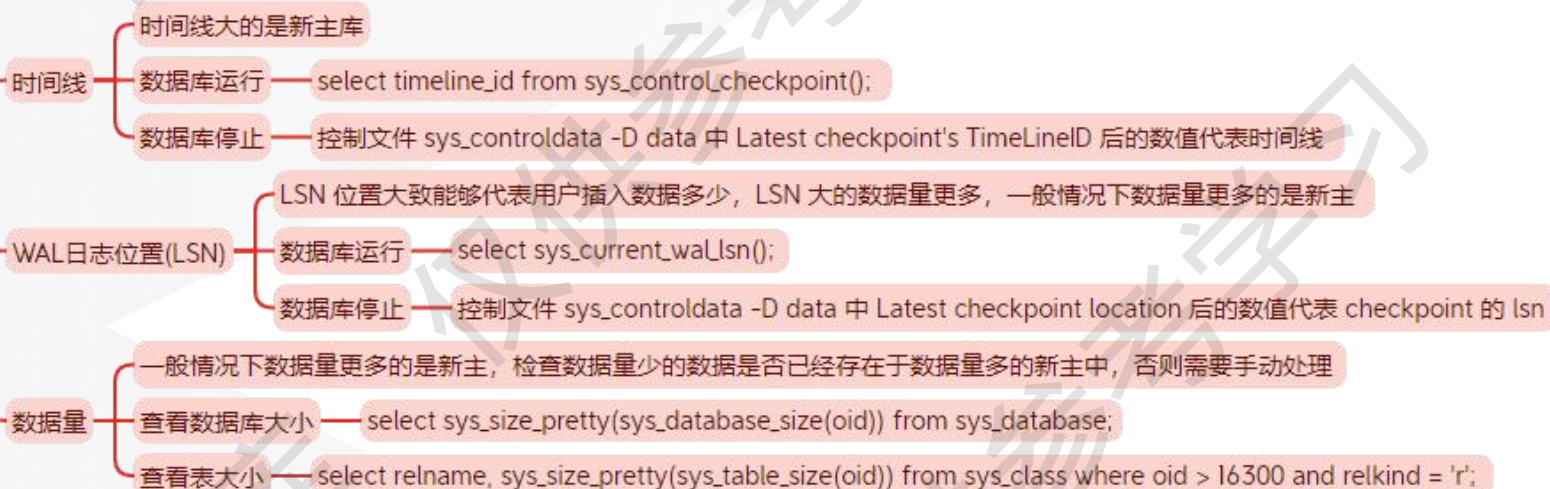 时间线大的是新主库
时间线
数据库运行
select timeline_id from sys_control_checkpoint();
数据库停止
控制文件 sys_controldata -D data 中 Latest checkpoint's TimeLineID 后的数值代表时间线
LSN 位置大致能够代表用户插入数据多少，LSN 大的数据量更多，一般情况下数据量更多的是新主
WAL日志位置(LSN)
数据库运行
select sys_current_wal_lsn();
数据库停止
控制文件 sys_controldata -D data 中 Latest checkpoint location 后的数值代表 checkpoint 的 lsn
一般情况下数据量更多的是新主，检查数据量少的数据是否已经存在于数据量多的新主中，否则需要手动处理
数据量
查看数据库大小
select sys_size_pretty(sys_database_size(oid)) from sys_database;
查看表大小
select relname, sys_size_pretty(sys_table_size(oid)) from sys_class where oid > 16300 and relkind = 'r';